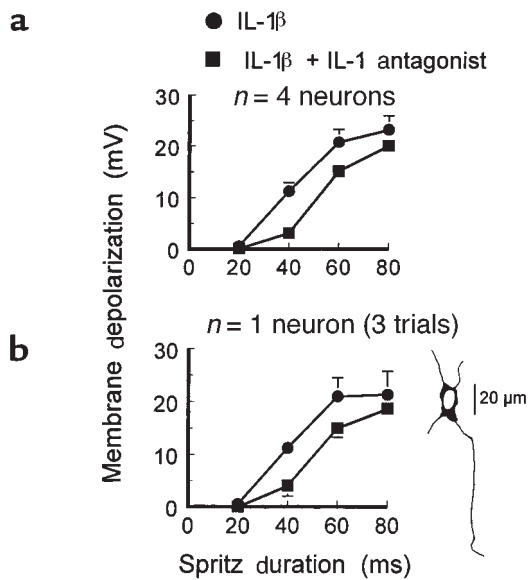 a
IL-1β
IL-1β + IL-1 antagonist
n = 4 neurons
Membrane depolarization (mV)
30
20
10
0
0 20 40 60 80
b
n = 1 neuron (3 trials)
30
20
10
0
0 20 40 60 80
20 µm
Spritz duration (ms)